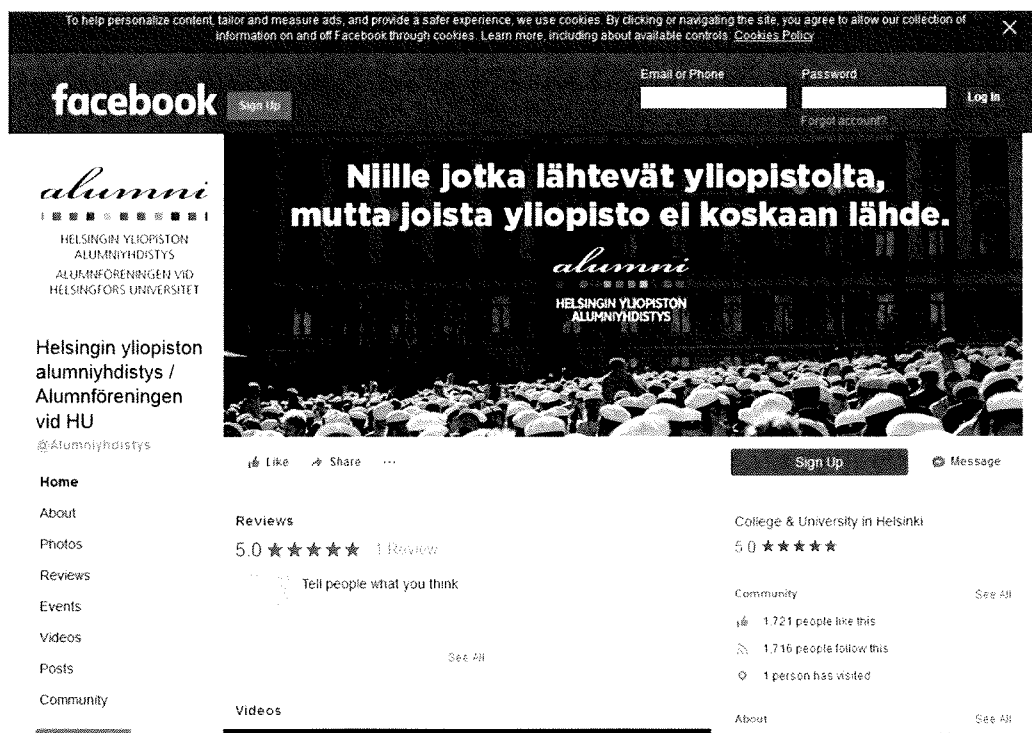 To help personalize content, tailor and measure ads, and provide a safer experience, we use cookies. By clicking or navigating the site, you agree to allow our collection of
information on and off Facebook through cookies. Learn more, including about available controls: Cookies Policy
facebook
Sign Up
Email or Phone
Password
Log In
Forgot account?
alumni
HELSINGIN YLIOPISTON
ALUMNIYHDISTYS
ALUMNFÖRENINGEN VID
HELSINGFORS UNIVERSITET
Niille jotka lähtevät yliopistolta,
mutta joista yliopisto ei koskaan lähde.
alumni
HELSINGIN YLIOPISTON
ALUMNIYHDISTYS
Helsingin yliopiston
alumniyhdistys /
Alumnföreningen
vid HU
@Alumniyhdistys
Home
About
Photos
Reviews
Events
Videos
Posts
Community
Like Share ...
Sign Up
Message
Reviews
5.0 ★★★★★ 1 Review
Tell people what you think
See All
Videos
College & University in Helsinki
5.0 ★★★★★
Community See All
1,721 people like this
1,716 people follow this
1 person has visited
About See All